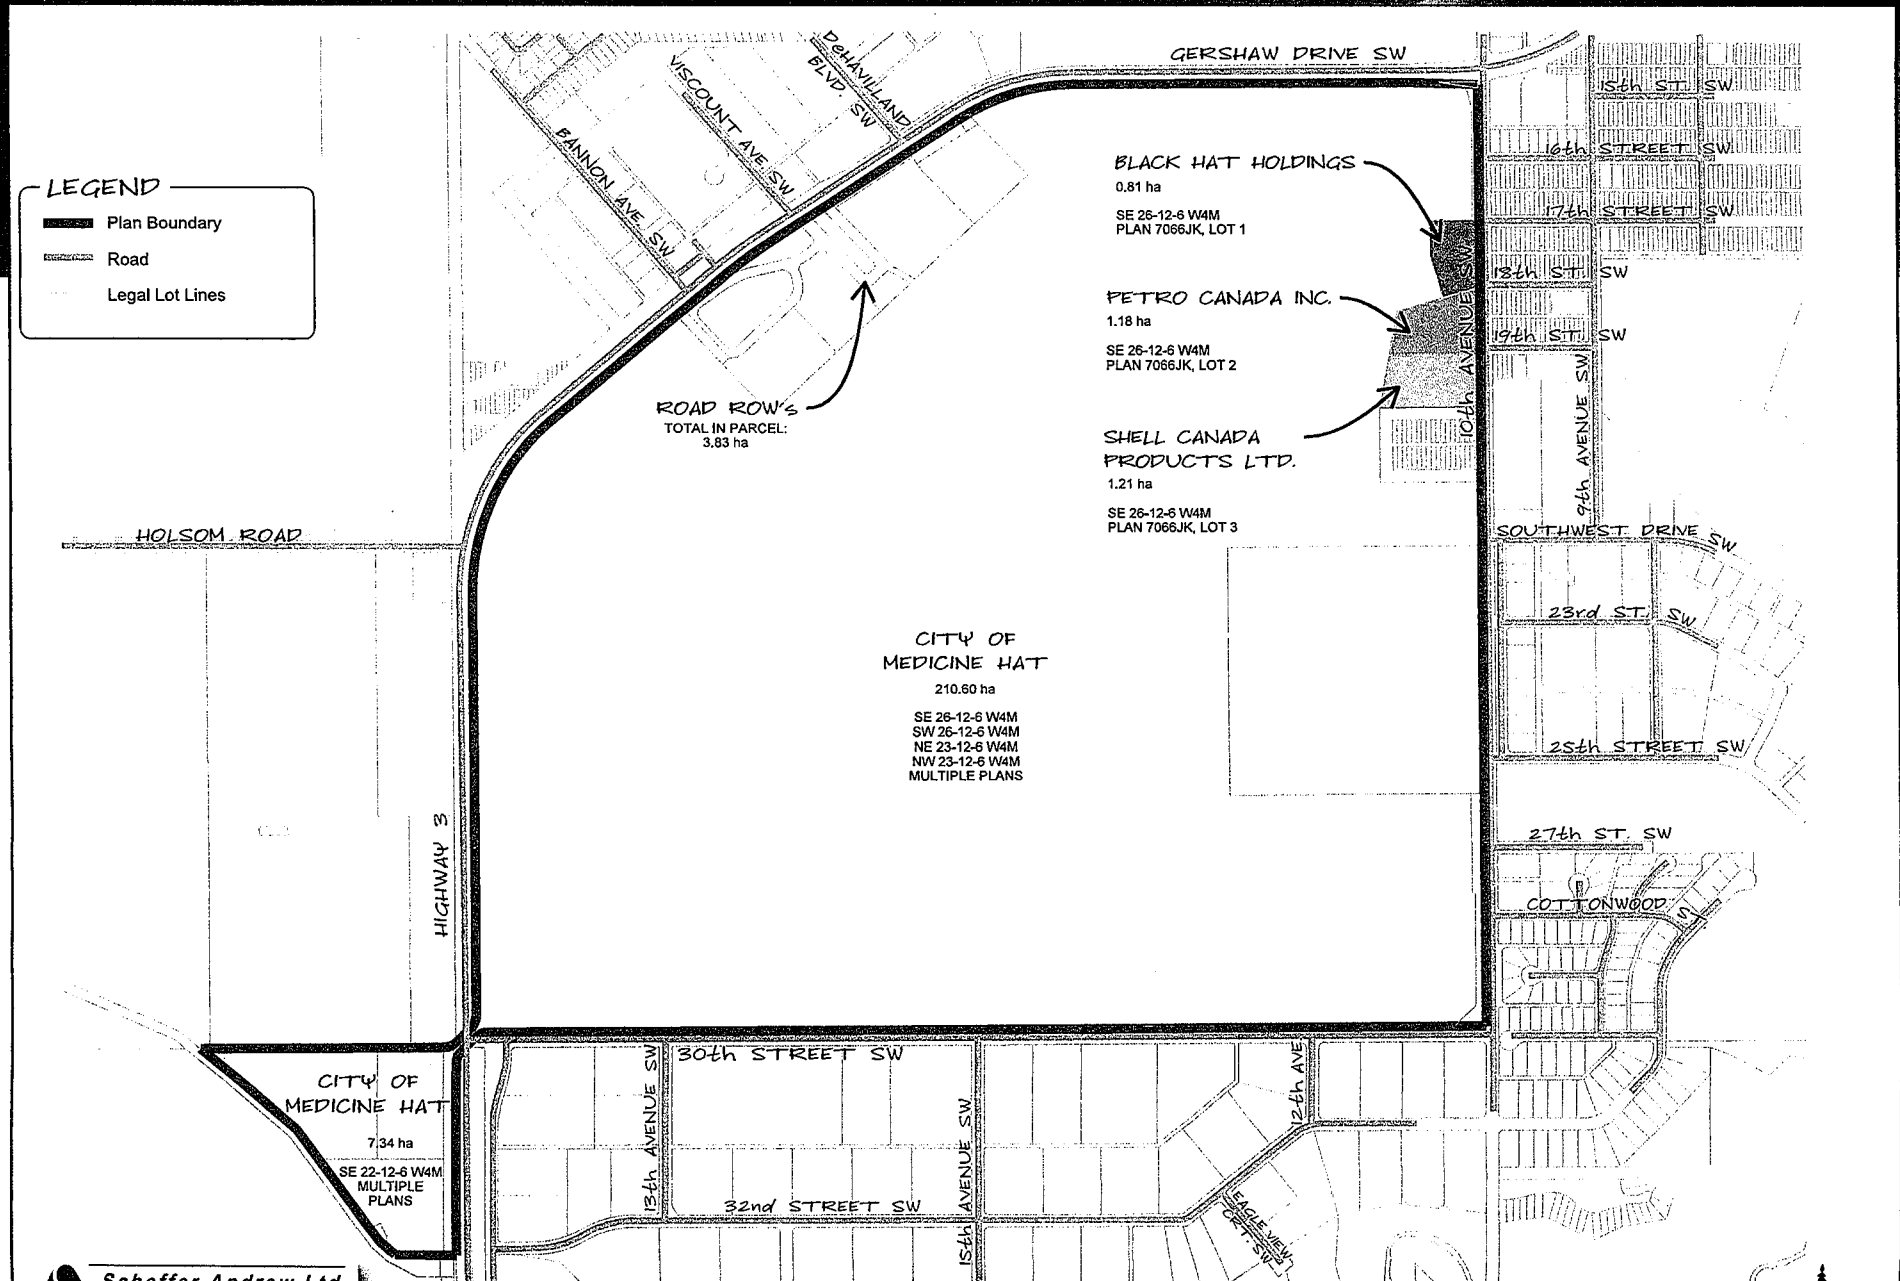 GERSHAW DRIVE SW
DEHAVILLAND
BLVD. SW
VISCOUNT AVE SW
BANNON AVE SW
15th ST. SW
16th STREET SW
17th STREET SW
18th ST. SW
19th ST. SW
LEGEND
Plan Boundary
Road
Legal Lot Lines
BLACK HAT HOLDINGS
0.81 ha
SE 26-12-6 W4M
PLAN 7066JK, LOT 1
PETRO CANADA INC.
1.18 ha
SE 26-12-6 W4M
PLAN 7066JK, LOT 2
SHELL CANADA
PRODUCTS LTD.
1.21 ha
SE 26-12-6 W4M
PLAN 7066JK, LOT 3
10th AVENUE SW
9th AVENUE SW
ROAD ROW's
TOTAL IN PARCEL:
3.83 ha
HOLSOM ROAD
SOUTHWEST DRIVE SW
23rd ST. SW
25th STREET SW
27th ST. SW
COTTONWOOD ST
CITY OF
MEDICINE HAT
210.60 ha
SE 26-12-6 W4M
SW 26-12-6 W4M
NE 23-12-6 W4M
NW 23-12-6 W4M
MULTIPLE PLANS
HIGHWAY 3
30th STREET SW
CITY OF
MEDICINE HAT
7.34 ha
SE 22-12-6 W4M
MULTIPLE
PLANS
13th AVENUE SW
15th AVENUE SW
12th AVE.
32nd STREET SW
EAGLE VIEW
CRT. SW
Scheffer Andrew Ltd